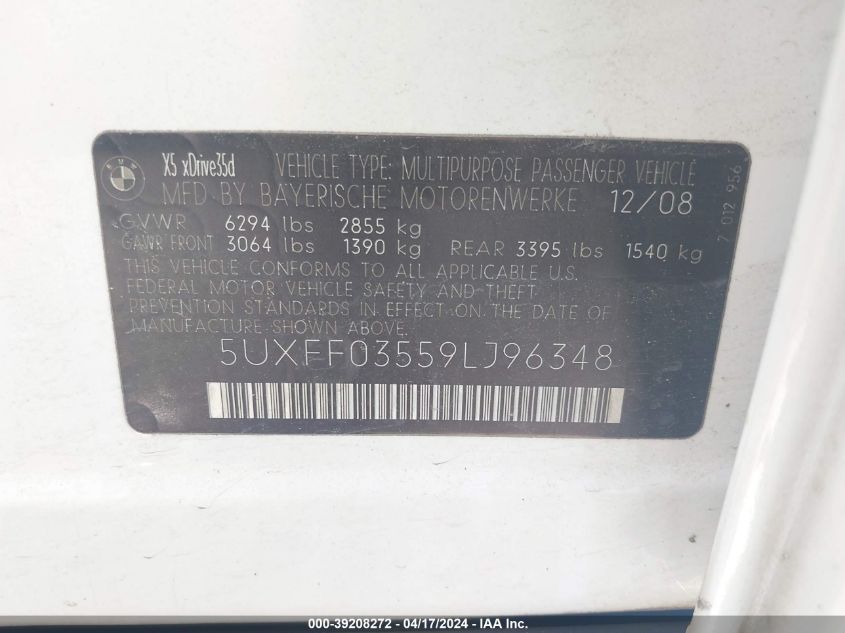 BMW
X5 xDrive35d VEHICLE TYPE: MULTIPURPOSE PASSENGER VEHICLE
MFD BY BAYERISCHE MOTORENWERKE 12/08
GVWR 6294 lbs 2855 kg
GAWR FRONT 3064 lbs 1390 kg REAR 3395 lbs 1540 kg
THIS VEHICLE CONFORMS TO ALL APPLICABLE U.S.
FEDERAL MOTOR VEHICLE SAFETY AND THEFT
PREVENTION STANDARDS IN EFFECT ON THE DATE OF
MANUFACTURE SHOWN ABOVE.
5UXFF03559LJ96348
7 012 956
000-39208272 - 04/17/2024 - IAA Inc.